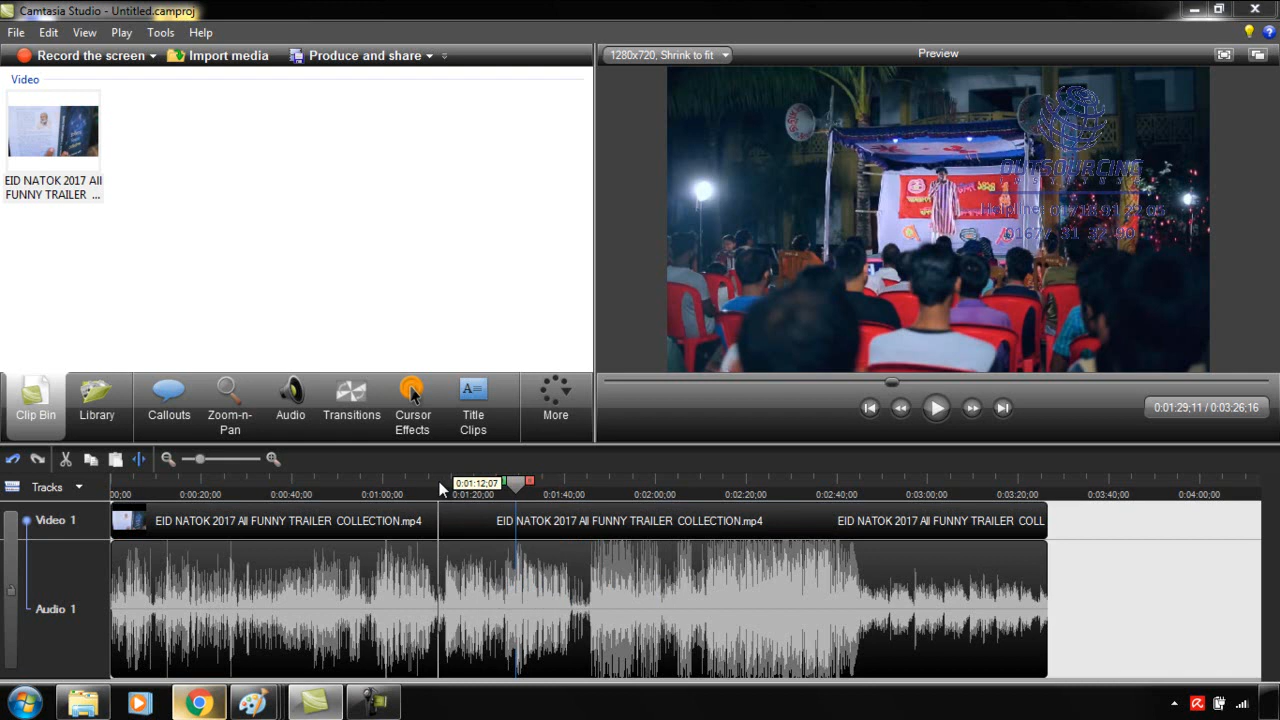 Camtasia Studio - Untitled.camproj
File Edit View Play Tools Help
Record the screen Import media Produce and share
1280x720, Shrink to fit
Preview
Video
EID NATOK 2017 All
FUNNY TRAILER ...
OUTSOURCING
INSTITUTE
Clip Bin
Library
Callouts
Zoom-n-
Pan
Audio
Transitions
Cursor
Effects
Title
Clips
More
0:01:29;11 / 0:03:26;16
Tracks
0:01:12;07
00;00 0:00:20;00 0:00:40;00 0:01:00;00 0:01:20;00 0:01:40;00 0:02:00;00 0:02:20;00 0:02:40;00 0:03:00;00 0:03:20;00 0:03:40;00 0:04:00;00
Video 1
EID NATOK 2017 All FUNNY TRAILER COLLECTION.mp4 EID NATOK 2017 All FUNNY TRAILER COLLECTION.mp4 EID NATOK 2017 All FUNNY TRAILER COLL
Audio 1